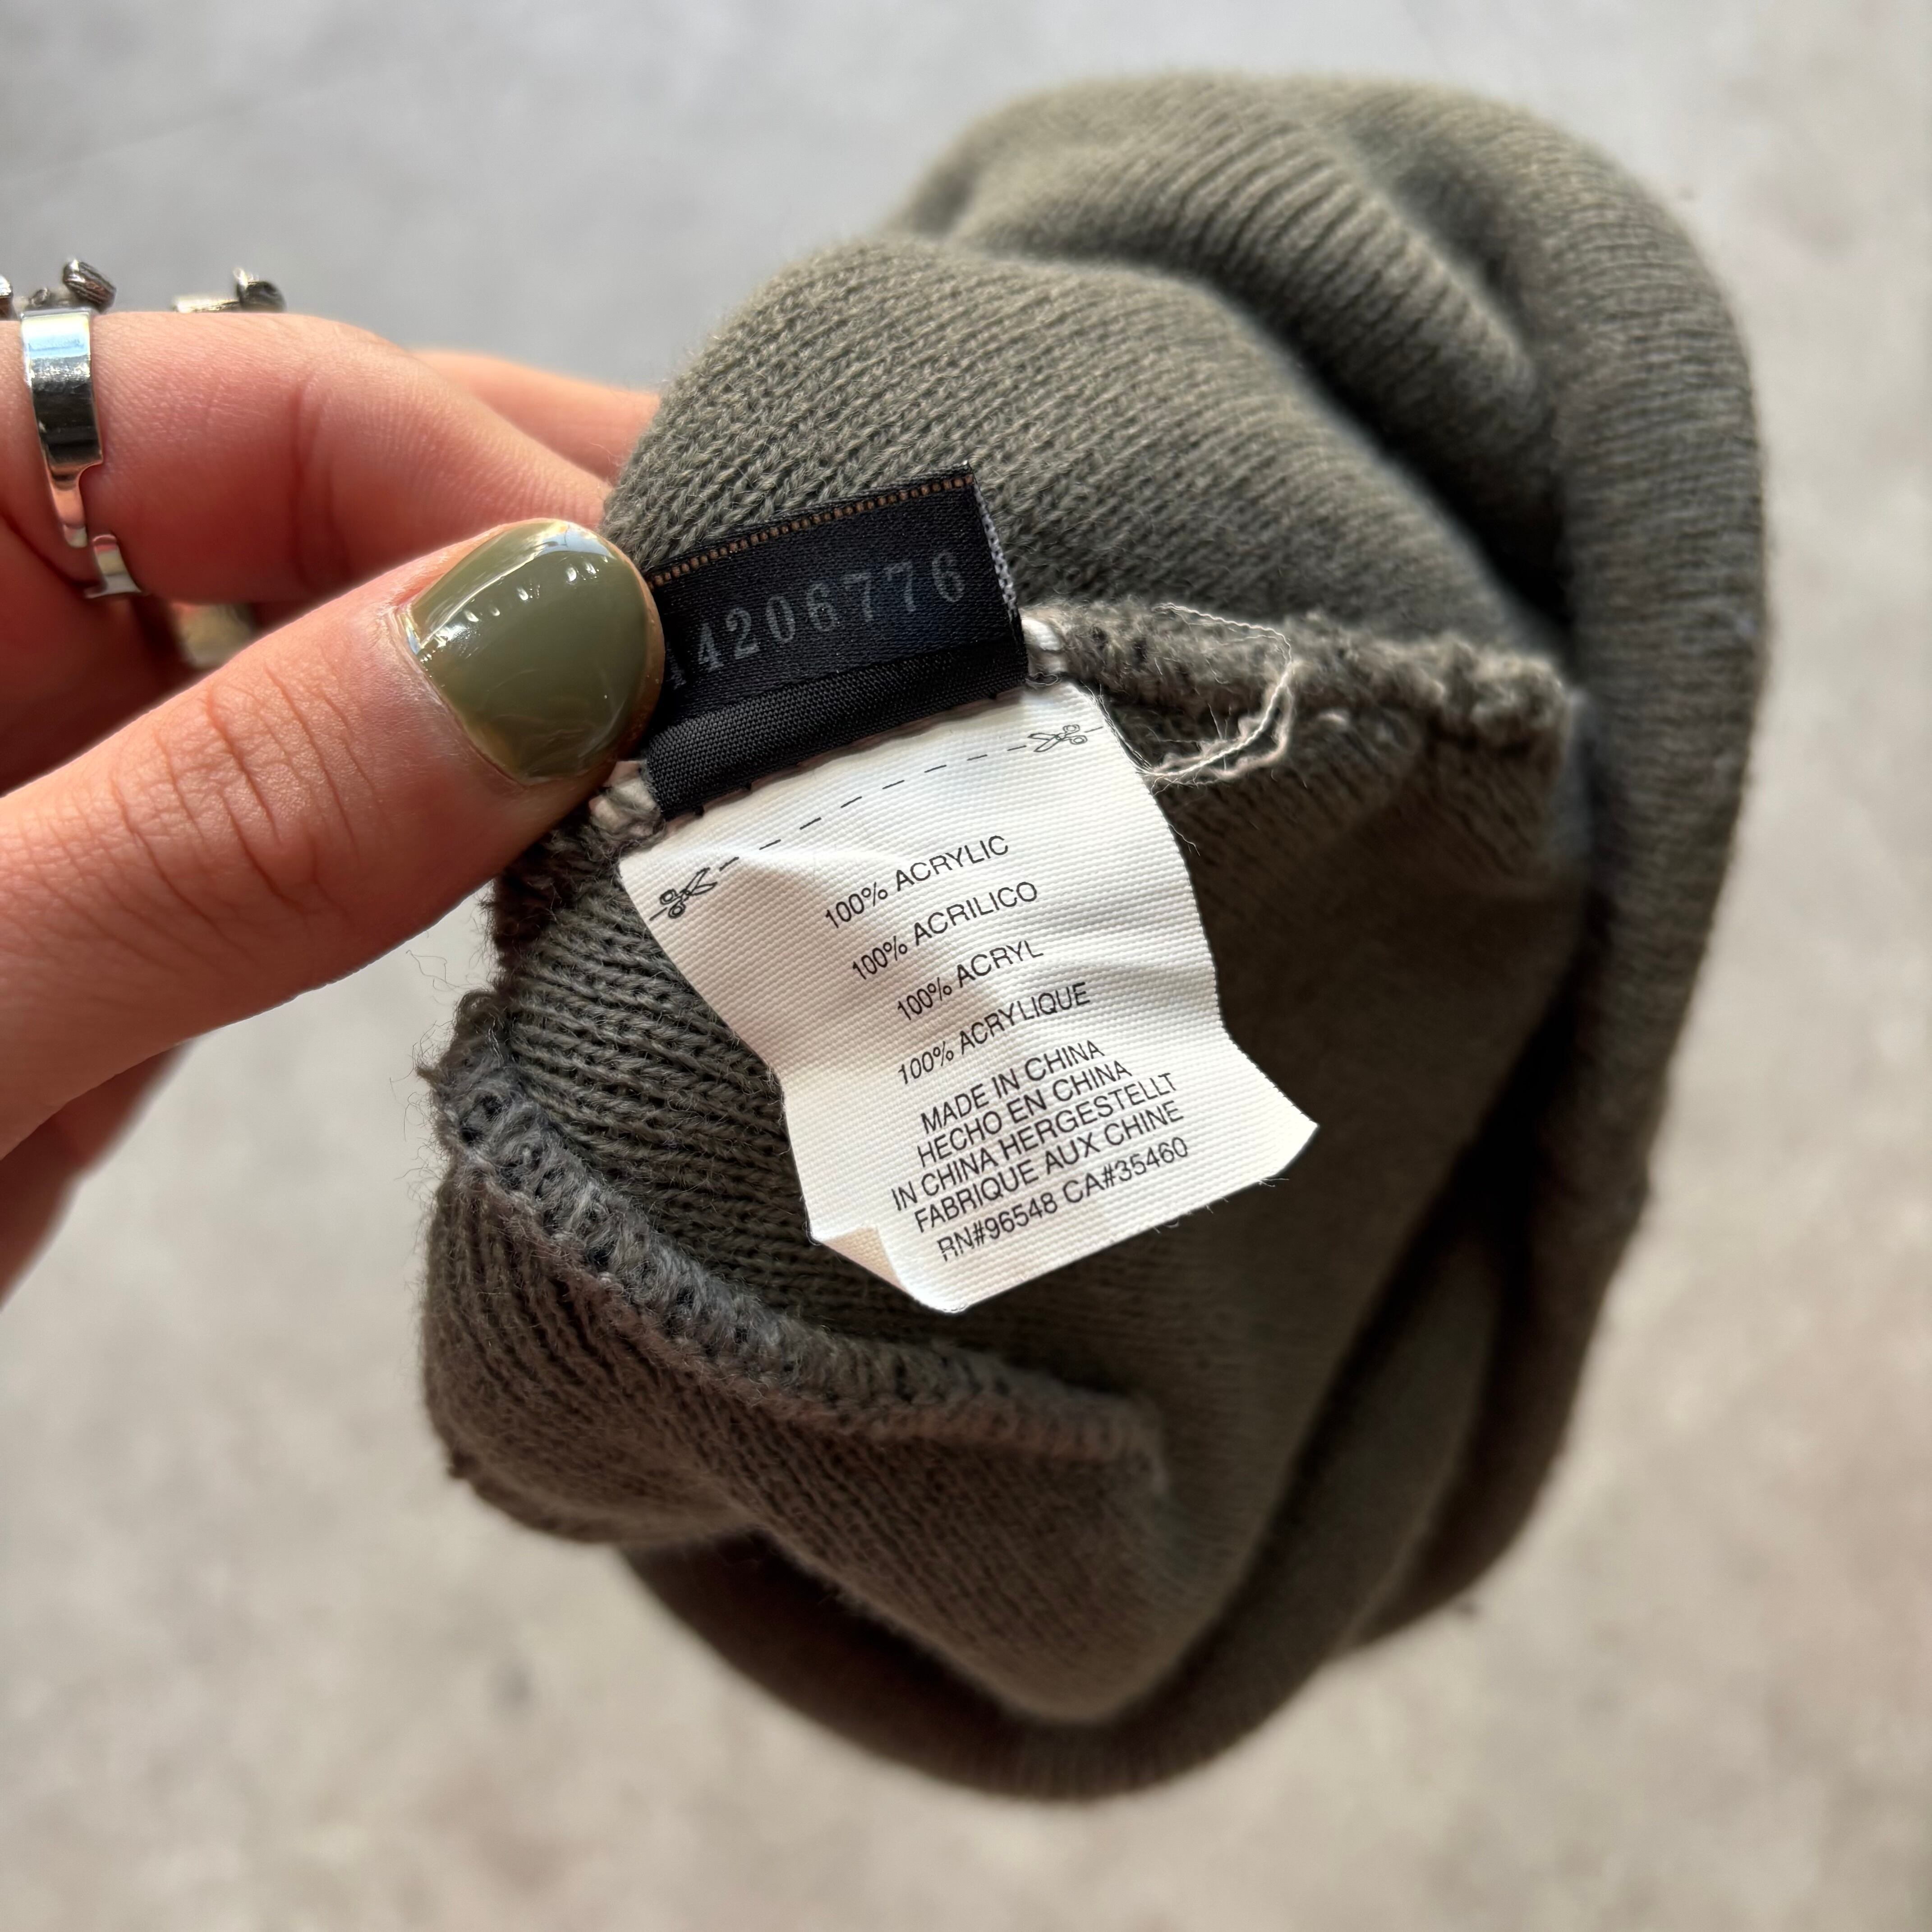 4206776
100% ACRYLIC
100% ACRILICO
100% ACRYL
100% ACRYLIQUE
MADE IN CHINA
HECHO EN CHINA
IN CHINA HERGESTELLT
FABRIQUE AUX CHINE
RN#96548 CA#35460